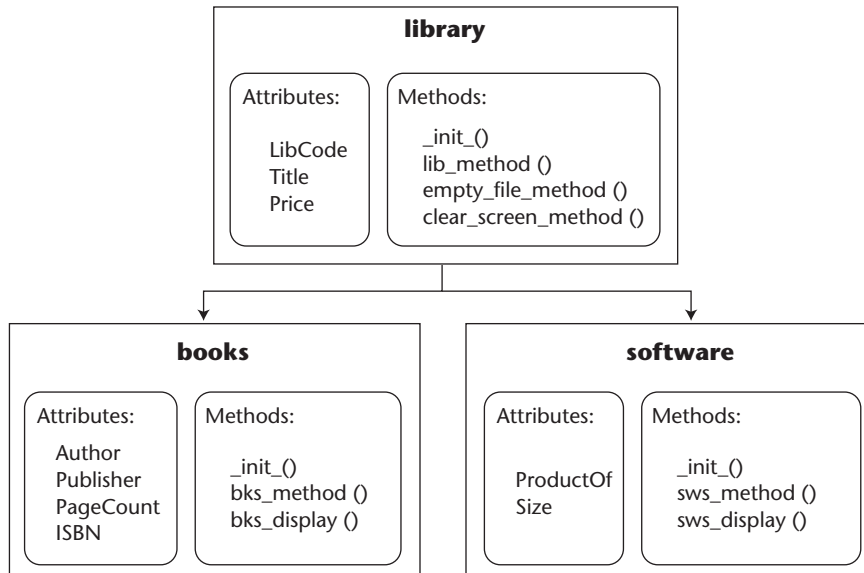 library
Attributes:
LibCode
Title
Price
Methods:
_init_()
lib_method ()
empty_file_method ()
clear_screen_method ()
books
Attributes:
Author
Publisher
PageCount
ISBN
Methods:
_init_()
bks_method ()
bks_display ()
software
Attributes:
ProductOf
Size
Methods:
_init_()
sws_method ()
sws_display ()